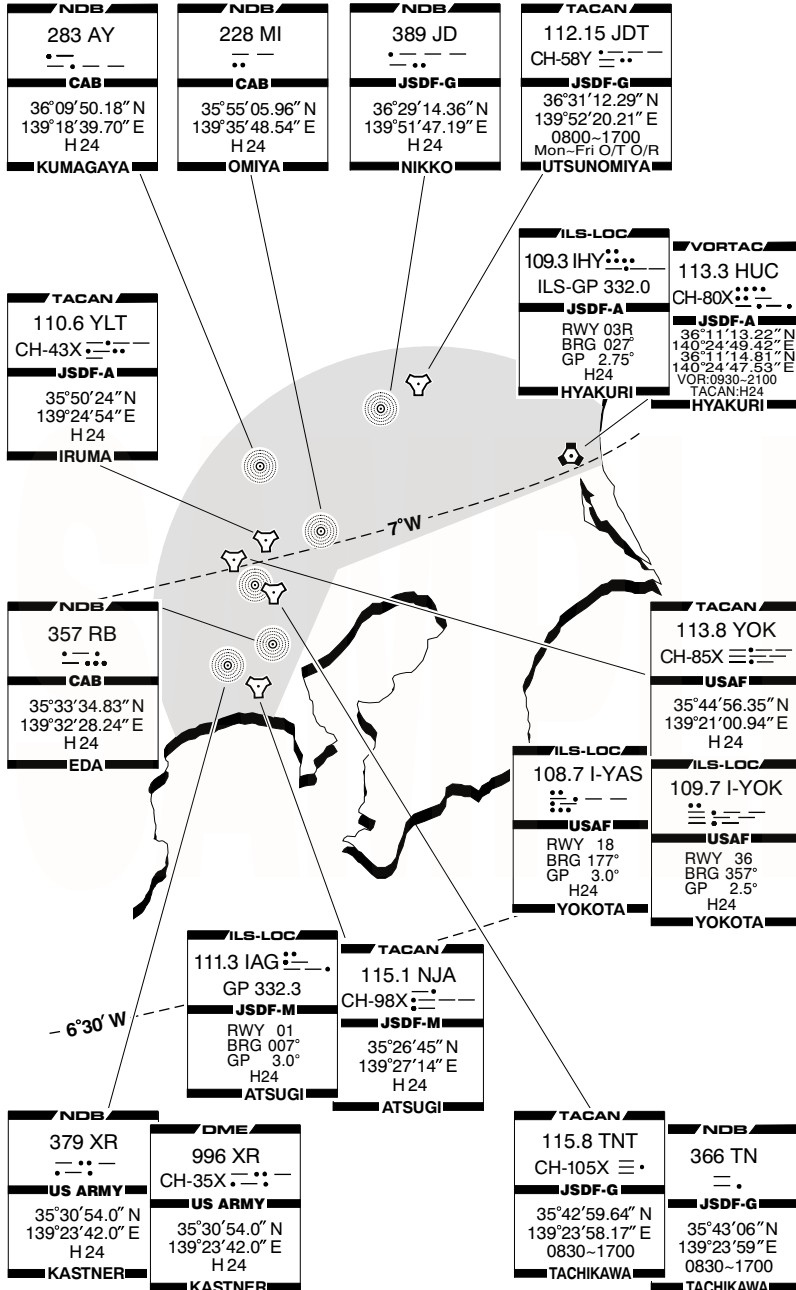 NDB
283 AY
CAB
36°09′50.18″N
139°18′39.70″E
H24
KUMAGAYA
NDB
228 MI
CAB
35°55′05.96″N
139°35′48.54″E
H24
OMIYA
NDB
389 JD
JSDF-G
36°29′14.36″N
139°51′47.19″E
H24
NIKKO
TACAN
112.15 JDT
CH-58Y
JSDF-G
36°31′12.29″N
139°52′20.21″E
0800~1700
Mon~Fri O/T O/R
UTSUNOMIYA
ILS-LOC
109.3 IHY
ILS-GP 332.0
JSDF-A
RWY 03R
BRG 027°
GP 2.75°
H24
HYAKURI
VORTAC
113.3 HUC
CH-80X
JSDF-A
36°11′13.22″N
140°24′49.42″E
36°11′14.81″N
140°24′47.53″E
VOR:0930~2100
TACAN:H24
HYAKURI
TACAN
110.6 YLT
CH-43X
JSDF-A
35°50′24″N
139°24′54″E
H24
IRUMA
7°W
NDB
357 RB
CAB
35°33′34.83″N
139°32′28.24″E
H24
EDA
TACAN
113.8 YOK
CH-85X
USAF
35°44′56.35″N
139°21′00.94″E
H24
ILS-LOC
108.7 I-YAS
USAF
RWY 18
BRG 177°
GP 3.0°
H24
YOKOTA
ILS-LOC
109.7 I-YOK
USAF
RWY 36
BRG 357°
GP 2.5°
H24
YOKOTA
6°30′ W
ILS-LOC
111.3 IAG
GP 332.3
JSDF-M
RWY 01
BRG 007°
GP 3.0°
H24
ATSUGI
TACAN
115.1 NJA
CH-98X
JSDF-M
35°26′45″N
139°27′14″E
H24
ATSUGI
NDB
379 XR
US ARMY
35°30′54.0″N
139°23′42.0″E
H24
KASTNER
DME
996 XR
CH-35X
US ARMY
35°30′54.0″N
139°23′42.0″E
H24
KASTNER
TACAN
115.8 TNT
CH-105X
JSDF-G
35°42′59.64″N
139°23′58.17″E
0830~1700
TACHIKAWA
NDB
366 TN
JSDF-G
35°43′06″N
139°23′59″E
0830~1700
TACHIKAWA